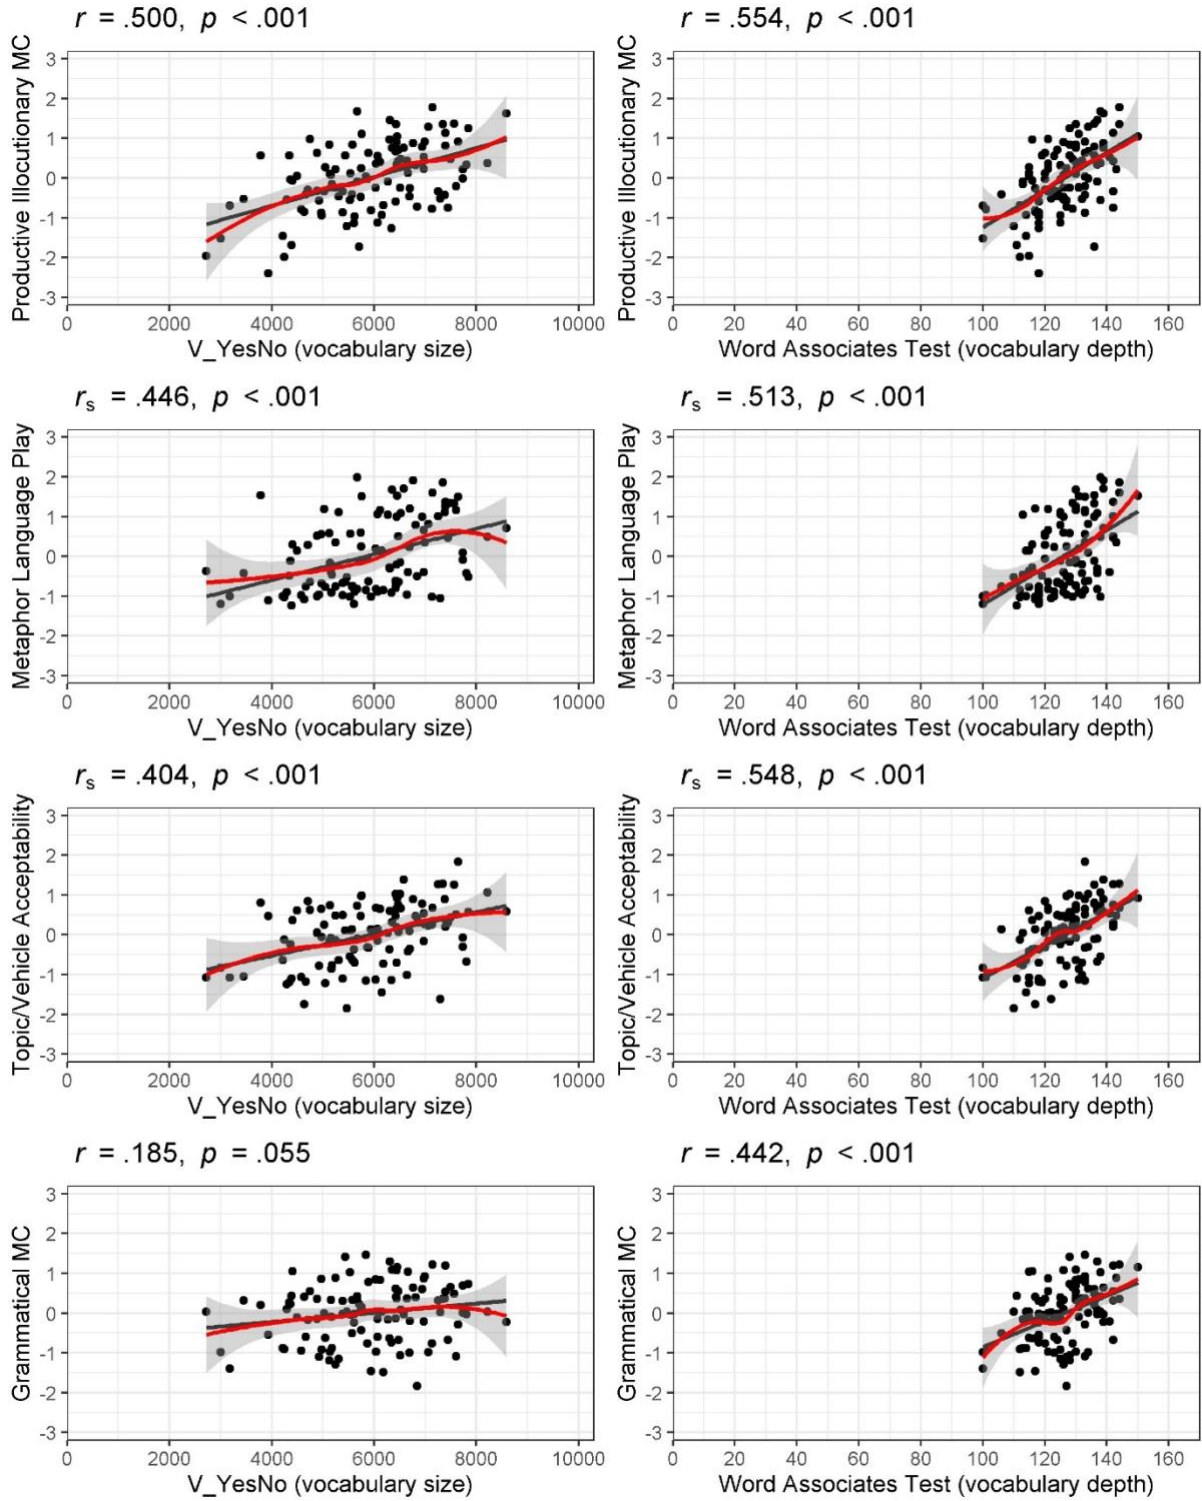 r = .500, p < .001
Productive Illocutionary MC
3
2
1
0
-1
-2
-3
0 2000 4000 6000 8000 10000
V_YesNo (vocabulary size)
r = .554, p < .001
Productive Illocutionary MC
3
2
1
0
-1
-2
-3
0 20 40 60 80 100 120 140 160
Word Associates Test (vocabulary depth)
rs = .446, p < .001
Metaphor Language Play
3
2
1
0
-1
-2
-3
0 2000 4000 6000 8000 10000
V_YesNo (vocabulary size)
rs = .513, p < .001
Metaphor Language Play
3
2
1
0
-1
-2
-3
0 20 40 60 80 100 120 140 160
Word Associates Test (vocabulary depth)
rs = .404, p < .001
Topic/Vehicle Acceptability
3
2
1
0
-1
-2
-3
0 2000 4000 6000 8000 10000
V_YesNo (vocabulary size)
rs = .548, p < .001
Topic/Vehicle Acceptability
3
2
1
0
-1
-2
-3
0 20 40 60 80 100 120 140 160
Word Associates Test (vocabulary depth)
r = .185, p = .055
Grammatical MC
3
2
1
0
-1
-2
-3
0 2000 4000 6000 8000 10000
V_YesNo (vocabulary size)
r = .442, p < .001
Grammatical MC
3
2
1
0
-1
-2
-3
0 20 40 60 80 100 120 140 160
Word Associates Test (vocabulary depth)